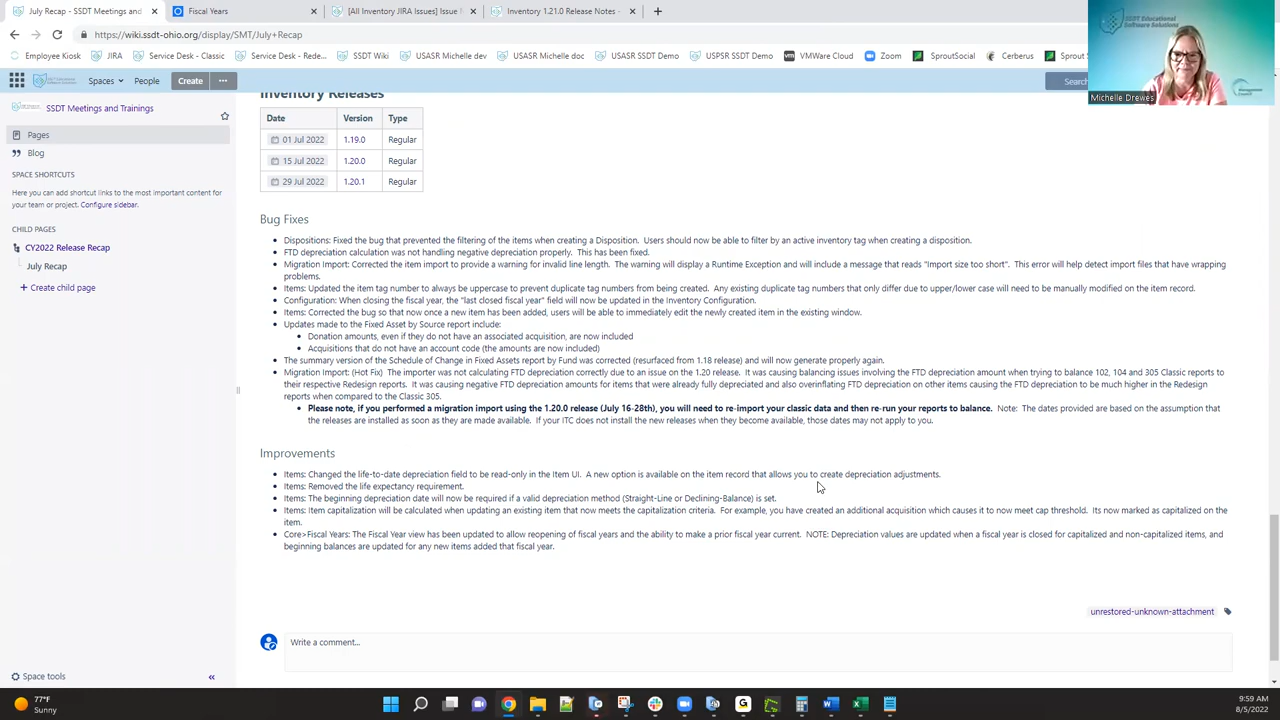 July Recap - SSDT Meetings and T
Fiscal Years
[All Inventory JIRA Issues] Issue
Inventory 1.21.0 Release Notes -
https://wiki.ssdt-ohio.org/display/SMT/July+Recap
Employee Kiosk
JIRA
Service Desk - Classic
Service Desk - Rede...
SSDT Wiki
USASR Michelle dev
USASR Michelle doc
USASR SSDT Demo
USPSR SSDT Demo
VMWare Cloud
Zoom
SproutSocial
Cerberus
Sprout
SSDT Educational
Software Solutions
Michelle Drewes
Spaces
People
Create
Search
SSDT Meetings and Trainings
Pages
Blog
SPACE SHORTCUTS
Here you can add shortcut links to the most important content for
your team or project. Configure sidebar.
CHILD PAGES
CY2022 Release Recap
July Recap
+ Create child page
Space tools
Inventory Releases
Date Version Type
01 Jul 2022 1.19.0 Regular
15 Jul 2022 1.20.0 Regular
29 Jul 2022 1.20.1 Regular
Bug Fixes
• Dispositions: Fixed the bug that prevented the filtering of the items when creating a Disposition. Users should now be able to filter by an active inventory tag when creating a disposition.
• FTD depreciation calculation was not handling negative depreciation properly. This has been fixed.
• Migration Import: Corrected the item import to provide a warning for invalid line length. The warning will display a Runtime Exception and will include a message that reads "Import size too short". This error will help detect import files that have wrapping
problems.
• Items: Updated the item tag number to always be uppercase to prevent duplicate tag numbers from being created. Any existing duplicate tag numbers that only differ due to upper/lower case will need to be manually modified on the item record.
• Configuration: When closing the fiscal year, the "last closed fiscal year" field will now be updated in the Inventory Configuration.
• Items: Corrected the bug so that now once a new item has been added, users will be able to immediately edit the newly created item in the existing window.
• Updates made to the Fixed Asset by Source report include:
• Donation amounts, even if they do not have an associated acquisition, are now included
• Acquisitions that do not have an account code (the amounts are now included)
• The summary version of the Schedule of Change in Fixed Assets report by Fund was corrected (resurfaced from 1.18 release) and will now generate properly again.
• Migration Import: (Hot Fix) The importer was not calculating FTD depreciation correctly due to an issue on the 1.20 release. It was causing balancing issues involving the FTD depreciation amount when trying to balance 102, 104 and 305 Classic reports to
their respective Redesign reports. It was causing negative FTD depreciation amounts for items that were already fully depreciated and also overinflating FTD depreciation on other items causing the FTD depreciation to be much higher in the Redesign
reports when compared to the Classic 305.
• Please note, if you performed a migration import using the 1.20.0 release (July 16-28th), you will need to re-import your classic data and then re-run your reports to balance. Note: The dates provided are based on the assumption that
the releases are installed as soon as they are made available. If your ITC does not install the new releases when they become available, those dates may not apply to you.
Improvements
• Items: Changed the life-to-date depreciation field to be read-only in the Item UI. A new option is available on the item record that allows you to create depreciation adjustments.
• Items: Removed the life expectancy requirement.
• Items: The beginning depreciation date will now be required if a valid depreciation method (Straight-Line or Declining-Balance) is set.
• Items: Item capitalization will be calculated when updating an existing item that now meets the capitalization criteria. For example, you have created an additional acquisition which causes it to now meet cap threshold. Its now marked as capitalized on the
item.
• Core>Fiscal Years: The Fiscal Year view has been updated to allow reopening of fiscal years and the ability to make a prior fiscal year current. NOTE: Depreciation values are updated when a fiscal year is closed for capitalized and non-capitalized items, and
beginning balances are updated for any new items added that fiscal year.
unrestored-unknown-attachment
Write a comment...
77°F
Sunny
9:59 AM
8/5/2022